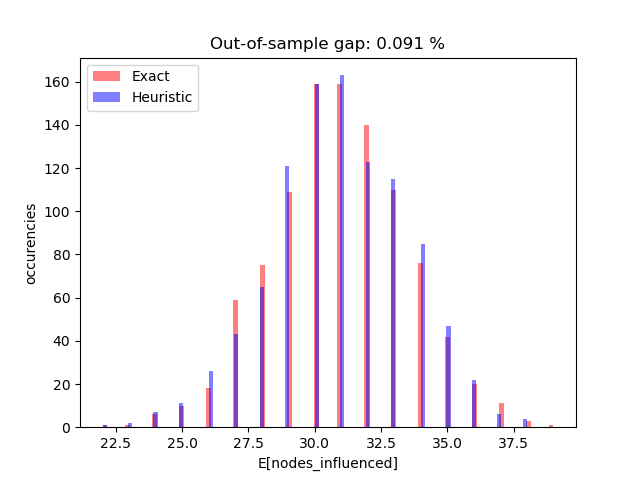 Out-of-sample gap: 0.091 %
Exact
Heuristic
160
140
120
100
80
60
40
20
0
occurencies
22.5 25.0 27.5 30.0 32.5 35.0 37.5
E[nodes_influenced]